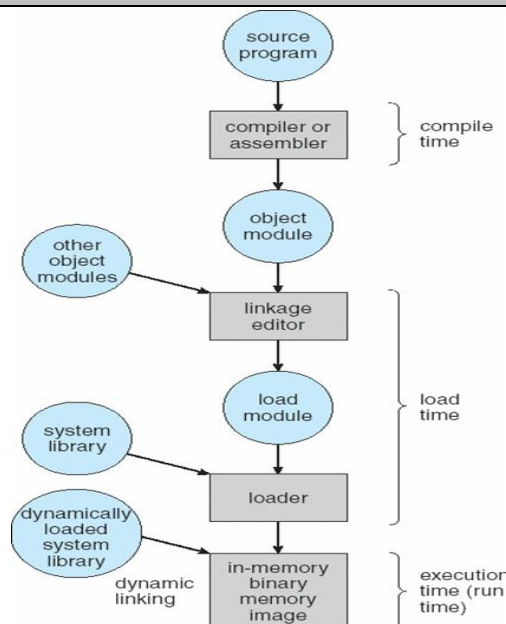 source
program
compiler or
assembler
compile
time
object
module
other
object
modules
linkage
editor
load
module
load
time
system
library
loader
dynamically
loaded
system
library
dynamic
linking
in-memory
binary
memory
image
execution
time (run
time)